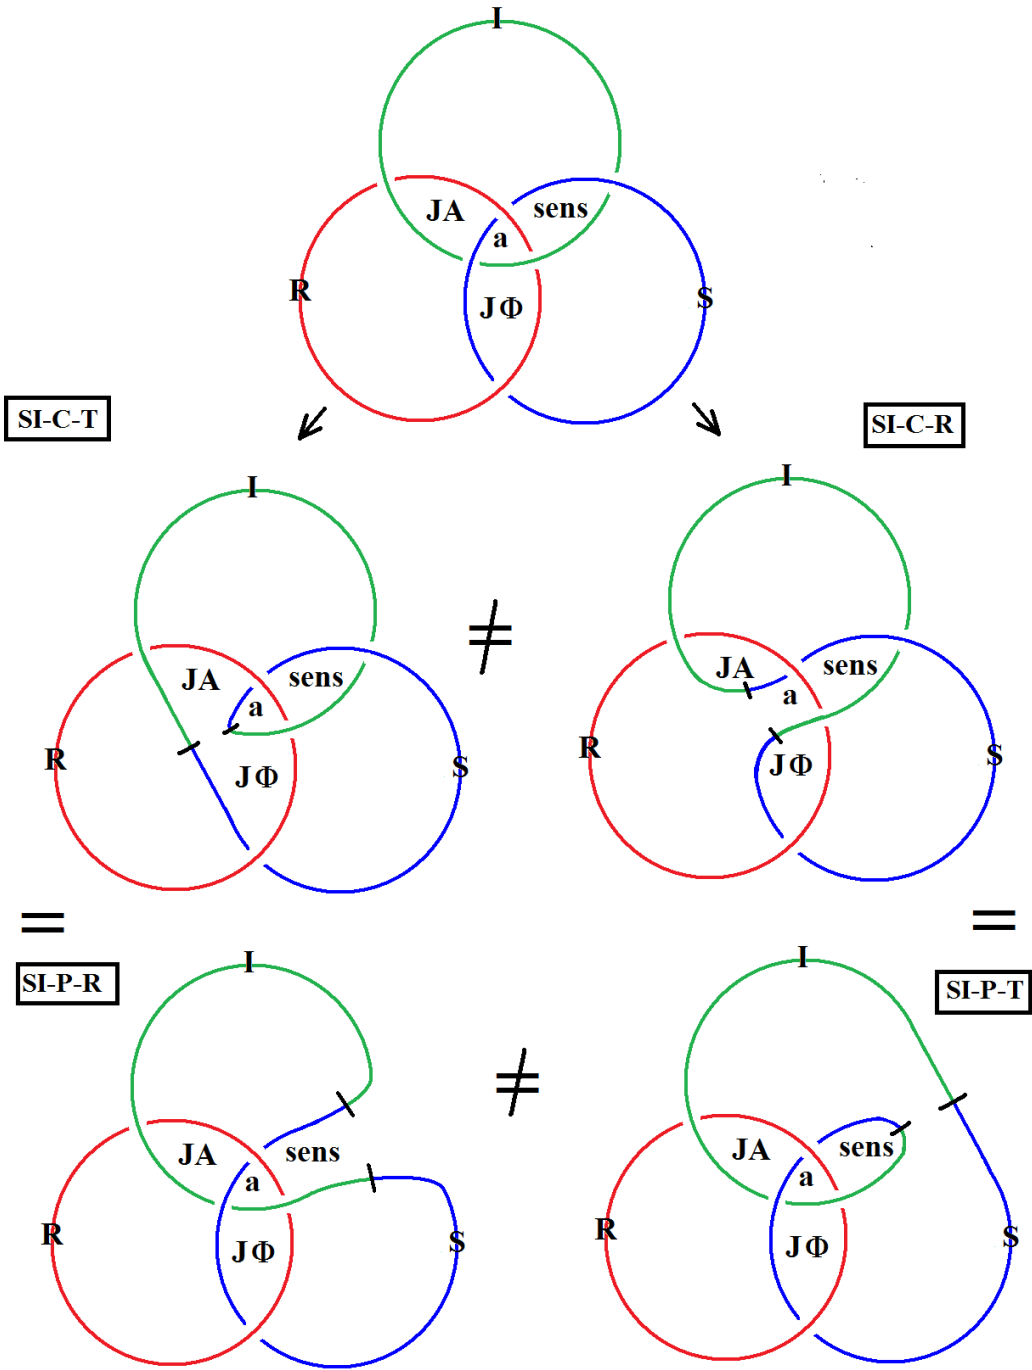 I
JA
sens
a
R
JΦ
S
SI-C-T
SI-C-R
I
JA
sens
a
R
JΦ
S
≠
I
JA
sens
a
R
JΦ
S
=
=
SI-P-R
SI-P-T
I
JA
sens
a
R
JΦ
S
≠
I
JA
sens
a
R
JΦ
S